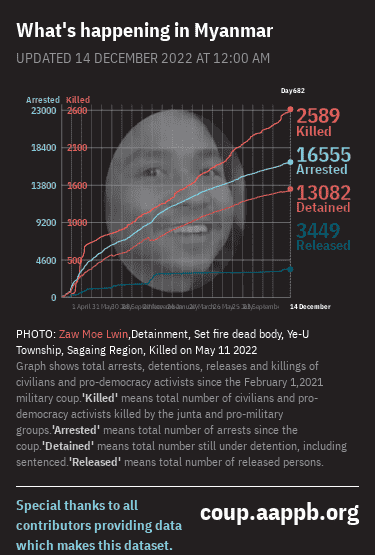 What's happening in Myanmar
UPDATED 14 DECEMBER 2022 AT 12:00 AM
Day682
Arrested Killed
23000 2600
2589
Killed
18400 2100
16555
Arrested
13800 1600
13082
Detained
9200 1000
3449
Released
4600 500
0
14 December
PHOTO: Zaw Moe Lwin,Detainment, Set fire dead body, Ye-U
Township, Sagaing Region, Killed on May 11 2022
Graph shows total arrests, detentions, releases and killings of
civilians and pro-democracy activists since the February 1,2021
military coup.'Killed' means total number of civilians and pro-
democracy activists killed by the junta and pro-military
groups.'Arrested' means total number of arrests since the
coup.'Detained' means total number still under detention, including
sentenced.'Released' means total number of released persons.
Special thanks to all
contributors providing data
which makes this dataset.
coup.aappb.org